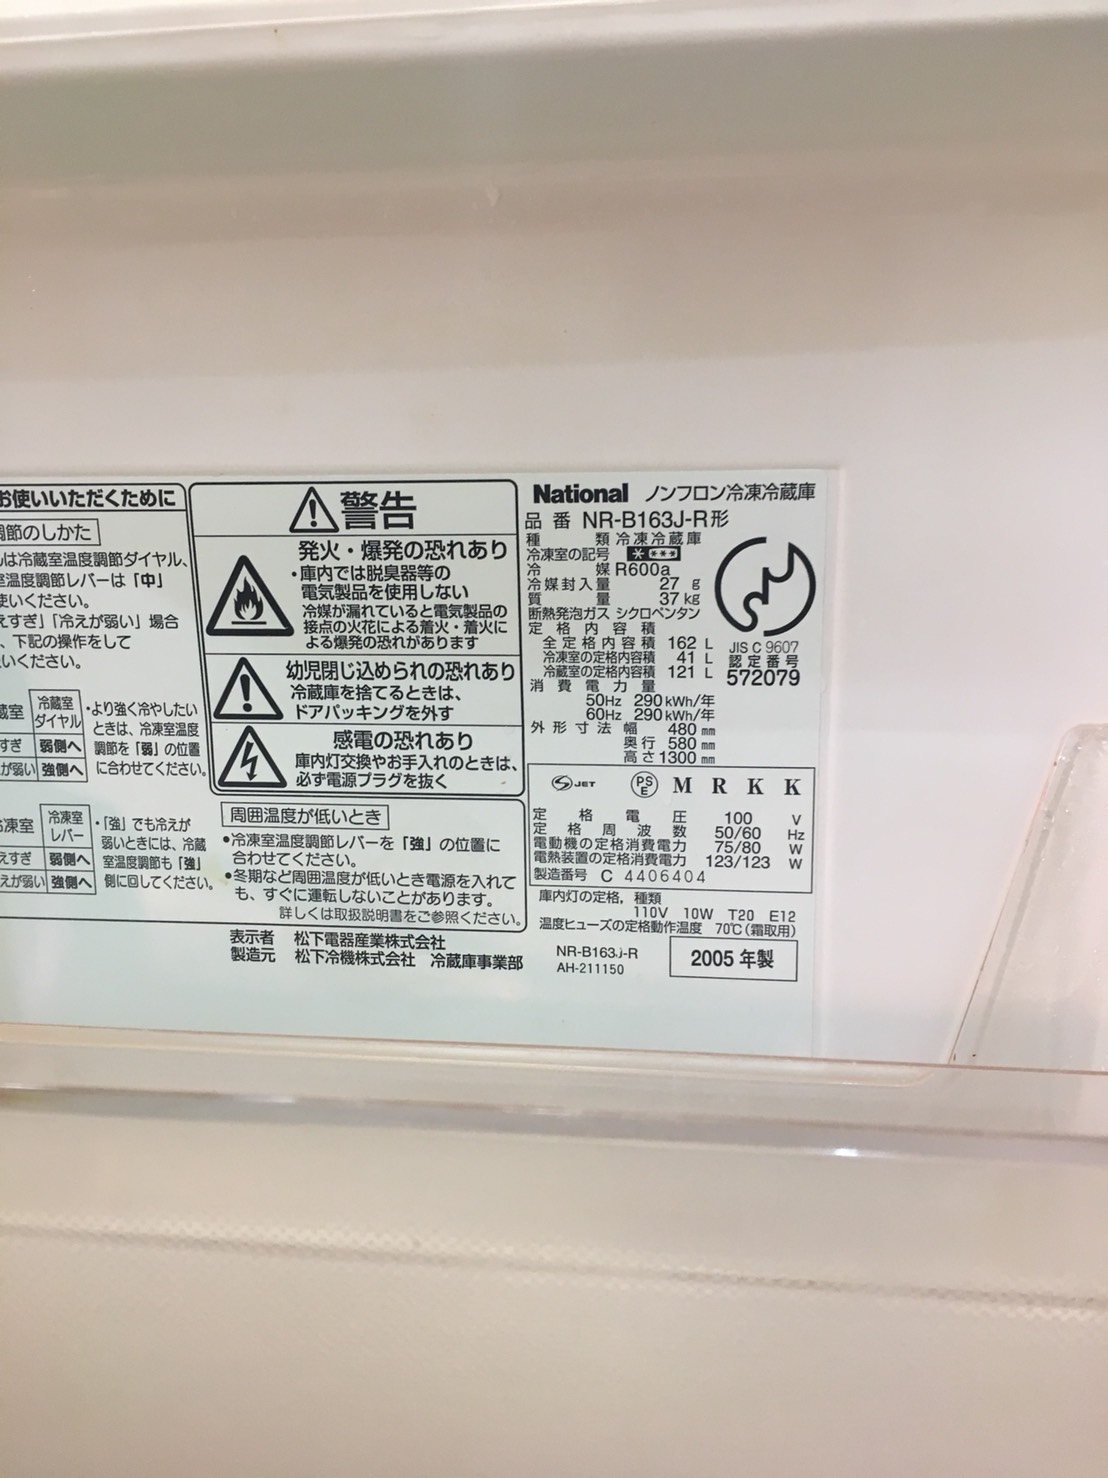 お使いいただくために
調節のしかた
冷蔵室温度調節ダイヤル、
室温度調節レバーは「中」
使いください。
えすぎ」「冷えが弱い」場合
、下記の操作をして
ください。
蔵室
冷蔵室
ダイヤル
すぎ 弱側へ
が弱い 強側へ
・より強く冷やしたい
ときは、冷凍室温度
調節を「弱」の位置
に合わせてください。
冷凍室
冷凍室
レバー
えすぎ 弱側へ
えが弱い 強側へ
・「強」でも冷えが
弱いときには、冷蔵
室温度調節も「強」
側に回してください。
警告
発火・爆発の恐れあり
・庫内では脱臭器等の
電気製品を使用しない
冷媒が漏れていると電気製品の
接点の火花による着火・着火に
よる爆発の恐れがあります
幼児閉じ込められの恐れあり
冷蔵庫を捨てるときは、
ドアパッキングを外す
感電の恐れあり
庫内灯交換やお手入れのときは、
必ず電源プラグを抜く
周囲温度が低いとき
•冷凍室温度調節レバーを「強」の位置に
合わせてください。
•冬期など周囲温度が低いとき電源を入れて
も、すぐに運転しないことがあります。
詳しくは取扱説明書をご参照ください。
表示者 松下電器産業株式会社
製造元 松下冷機株式会社 冷蔵庫事業部
National ノンフロン冷凍冷蔵庫
品番 NR-B163J-R形
種類 冷凍冷蔵庫
冷凍室の記号 ****
冷媒 R600a
冷媒封入量 27 g
質量 37 kg
断熱発泡ガス シクロペンタン
定格内容積
全定格内容積 162 L
冷凍室の定格内容積 41 L
冷蔵室の定格内容積 121 L
消費電力量
50Hz 290 kWh/年
60Hz 290 kWh/年
外形寸法 幅 480 mm
奥行 580 mm
高さ 1300 mm
JIS C 9607
認定番号
572079
S JET PS E MRKK
定格電圧 100 V
定格周波数 50/60 Hz
電動機の定格消費電力 75/80 W
電熱装置の定格消費電力 123/123 W
製造番号 C 4406404
庫内灯の定格，種類
110V 10W T20 E12
温度ヒューズの定格動作温度 70℃(霜取用)
NR-B163J-R
AH-211150
2005 年製